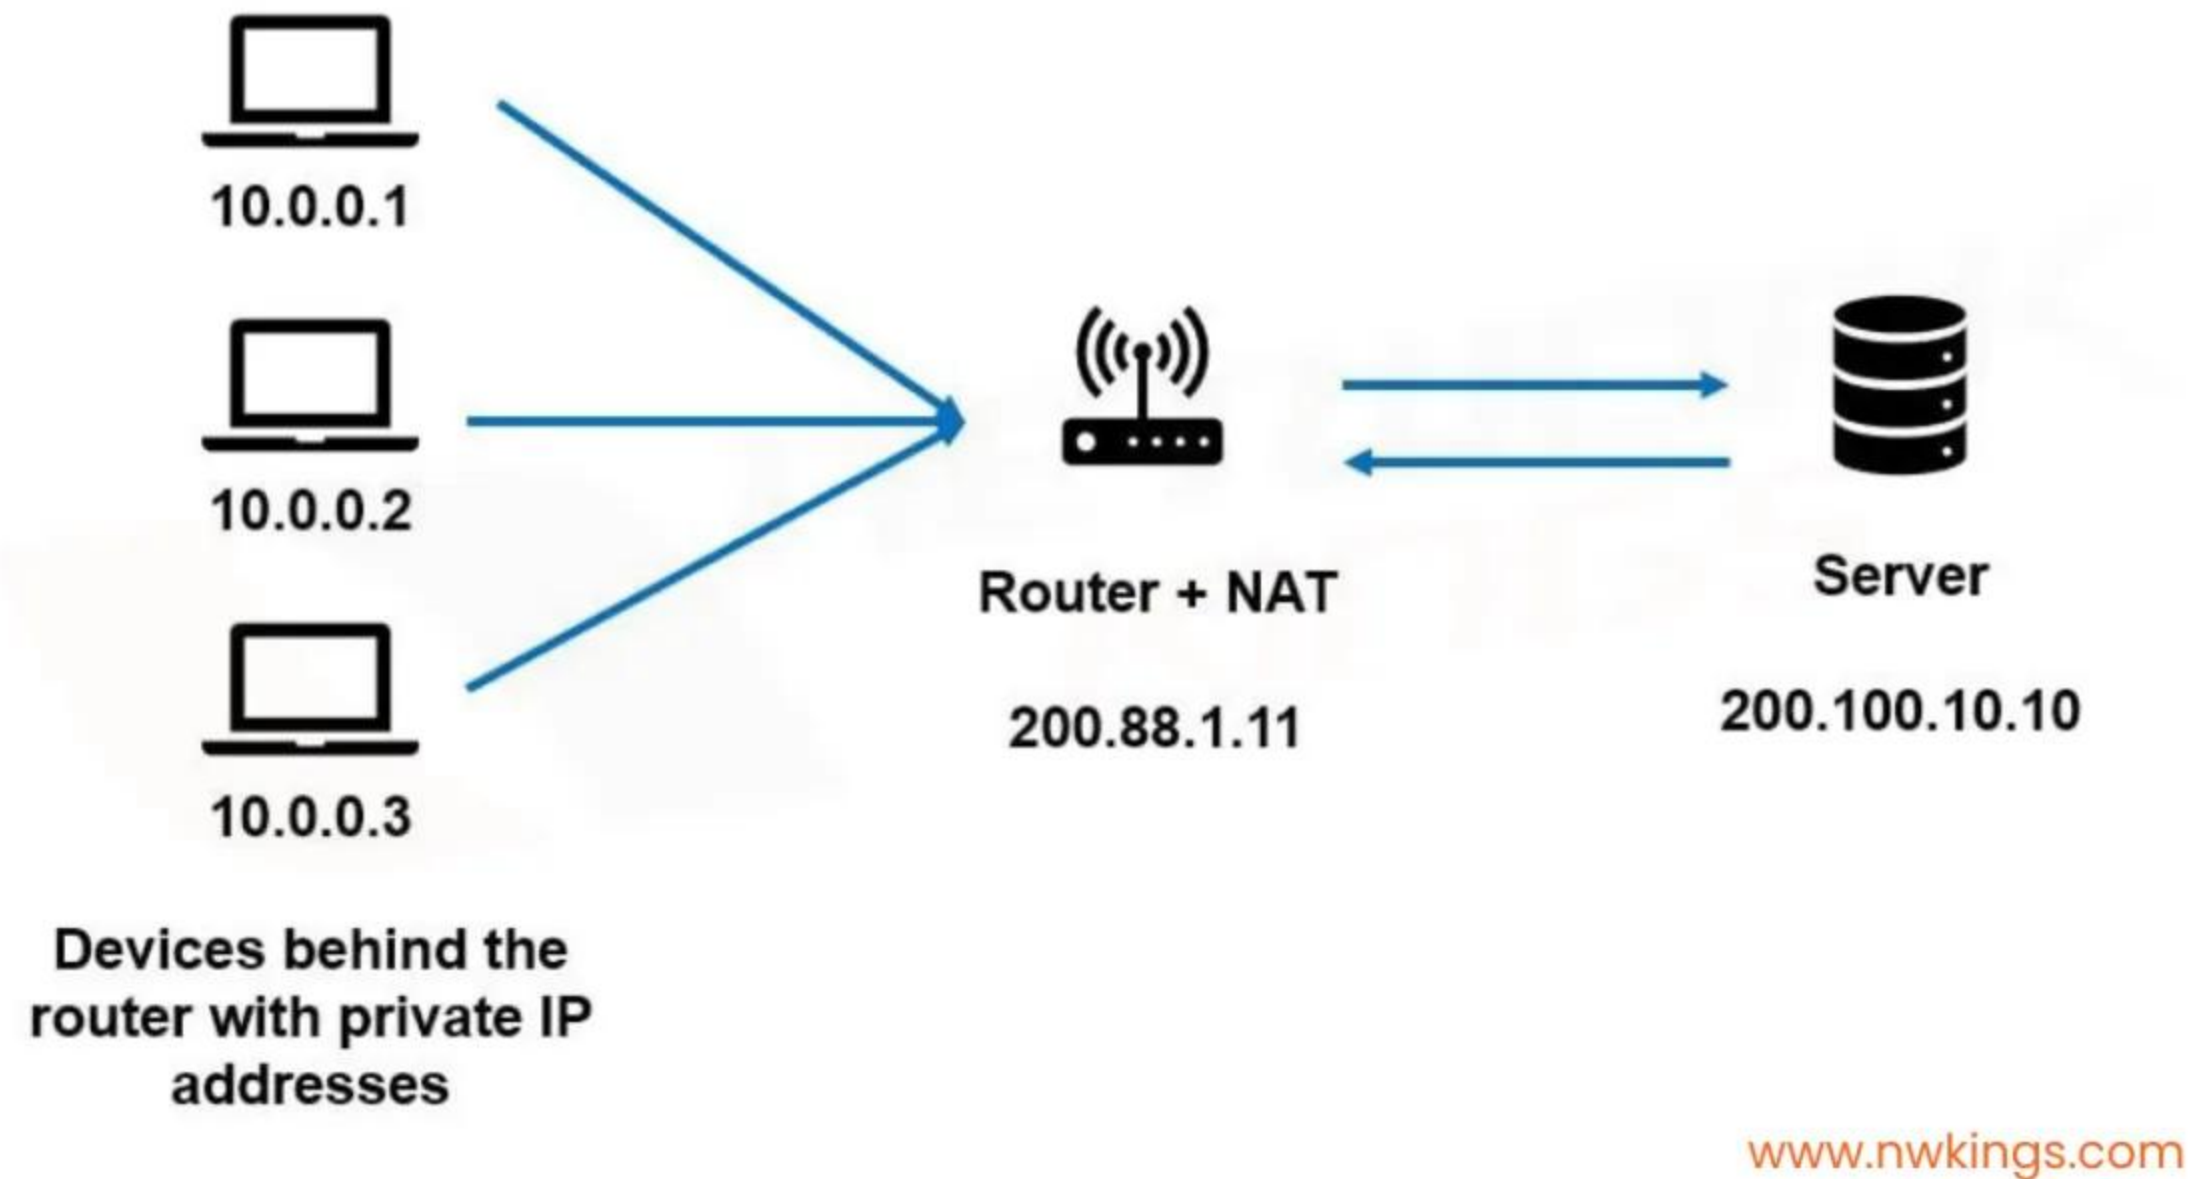 10.0.0.1
10.0.0.2
10.0.0.3
Devices behind the
router with private IP
addresses
Router + NAT
200.88.1.11
Server
200.100.10.10
www.nwkings.com